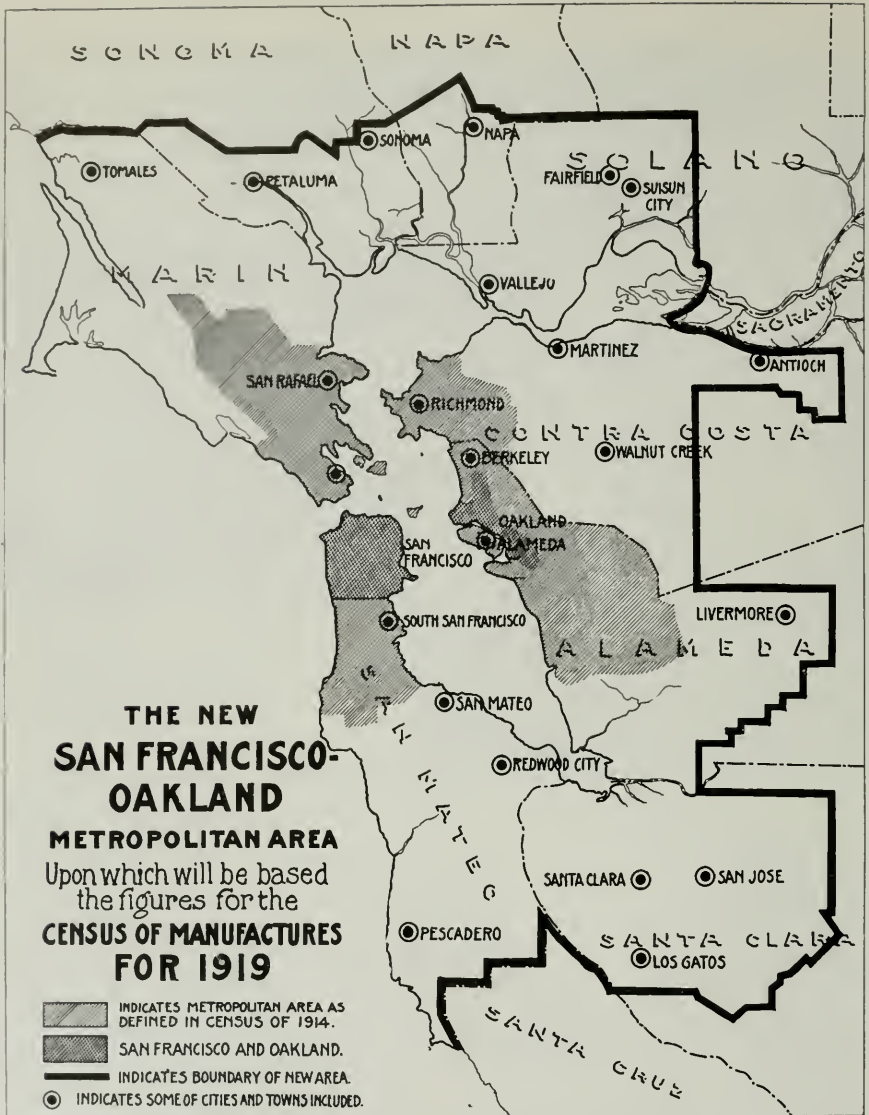 SONOMA
NAPA
SONOMA
NAPA
SOLANO
TOMALES
PETALUMA
FAIRFIELD
SUISUN
CITY
MARIN
VALLEJO
SACRAMENTO
MARTINEZ
ANTIOCH
SAN RAFAEL
RICHMOND
CONTRA COSTA
BERKELEY
WALNUT CREEK
OAKLAND
ALAMEDA
SAN
FRANCISCO
SOUTH SAN FRANCISCO
LIVERMORE
ALAMEDA
SAN MATEO
SAN MATEO
REDWOOD CITY
THE NEW
SAN FRANCISCO-
OAKLAND
METROPOLITAN AREA
Upon which will be based
the figures for the
CENSUS OF MANUFACTURES
FOR 1919
SANTA CLARA
SAN JOSE
PESCADERO
SANTA CLARA
LOS GATOS
SANTA CRUZ
INDICATES METROPOLITAN AREA AS
DEFINED IN CENSUS OF 1914.
SAN FRANCISCO AND OAKLAND.
INDICATES BOUNDARY OF NEW AREA.
INDICATES SOME OF CITIES AND TOWNS INCLUDED.